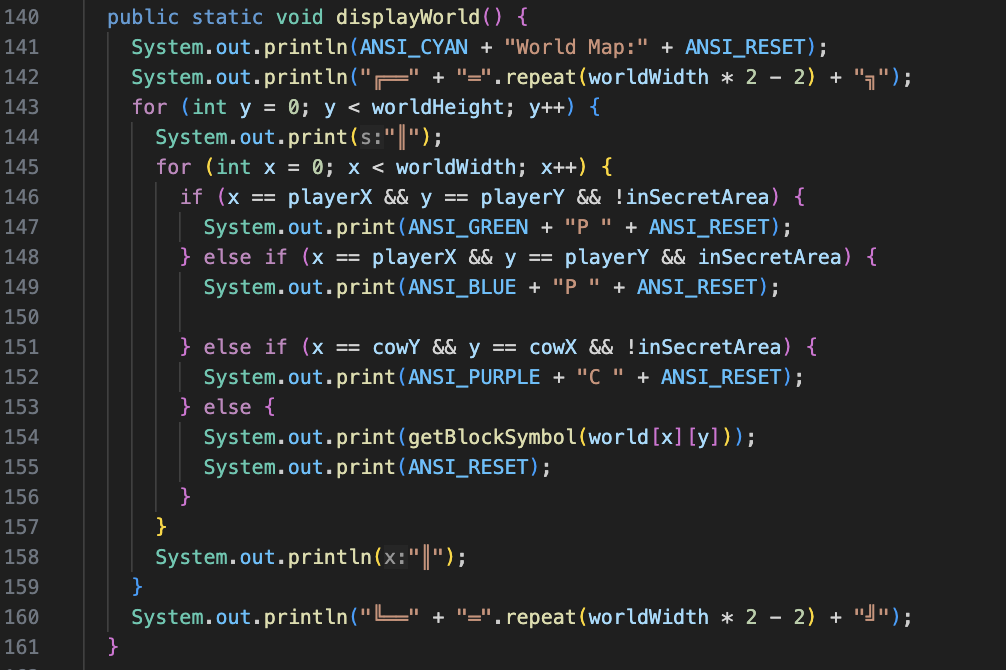 140 public static void displayWorld() {
141 System.out.println(ANSI_CYAN + "World Map:" + ANSI_RESET);
142 System.out.println("╔══" + "═".repeat(worldWidth * 2 - 2) + "╗");
143 for (int y = 0; y < worldHeight; y++) {
144 System.out.print(s:"║");
145 for (int x = 0; x < worldWidth; x++) {
146 if (x == playerX && y == playerY && !inSecretArea) {
147 System.out.print(ANSI_GREEN + "P " + ANSI_RESET);
148 } else if (x == playerX && y == playerY && inSecretArea) {
149 System.out.print(ANSI_BLUE + "P " + ANSI_RESET);
150
151 } else if (x == cowY && y == cowX && !inSecretArea) {
152 System.out.print(ANSI_PURPLE + "C " + ANSI_RESET);
153 } else {
154 System.out.print(getBlockSymbol(world[x][y]));
155 System.out.print(ANSI_RESET);
156 }
157 }
158 System.out.println(x:"║");
159 }
160 System.out.println("╚══" + "═".repeat(worldWidth * 2 - 2) + "╝");
161 }